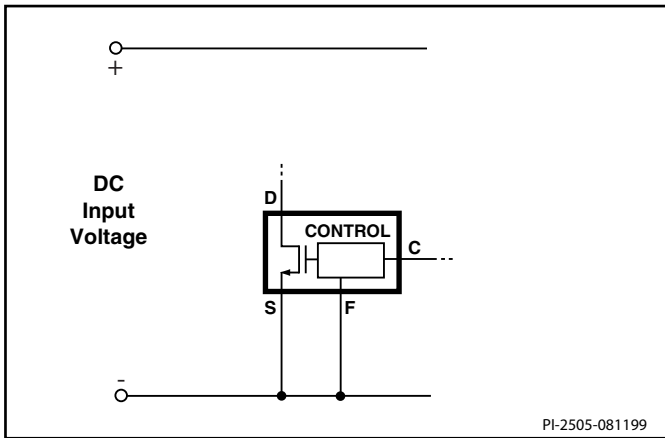 +
DC
Input
Voltage
D
CONTROL
C
S
F
-
PI-2505-081199